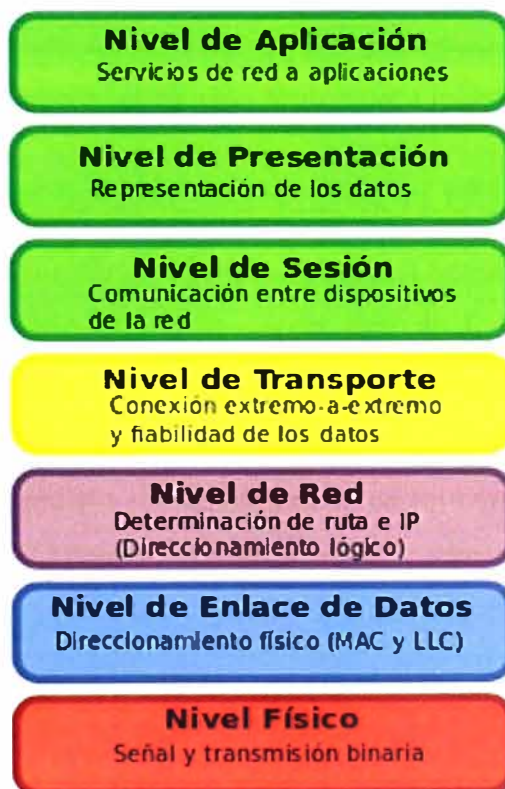 Nivel de Aplicación
Servicios de red a aplicaciones
Nivel de Presentación
Representación de los datos
Nivel de Sesión
Comunicación entre dispositivos
de la red
Nivel de Transporte
Conexión extremo-a-extremo
y fiabilidad de los datos
Nivel de Red
Determinación de ruta e IP
(Direccionamiento lógico)
Nivel de Enlace de Datos
Direccionamiento físico (MAC y LLC)
Nivel Físico
Señal y transmisión binaria